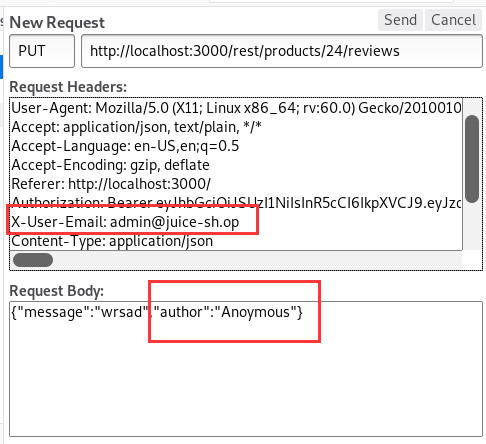 New Request
Send
Cancel
PUT
http://localhost:3000/rest/products/24/reviews
Request Headers:
User-Agent: Mozilla/5.0 (X11; Linux x86_64; rv:60.0) Gecko/2010010
Accept: application/json, text/plain, */*
Accept-Language: en-US,en;q=0.5
Accept-Encoding: gzip, deflate
Referer: http://localhost:3000/
Authorization: Bearer
X-User-Email: admin@juice-sh.op
Content-Type: application/json
Request Body:
{"message":"wrsad","author":"Anoymous"}